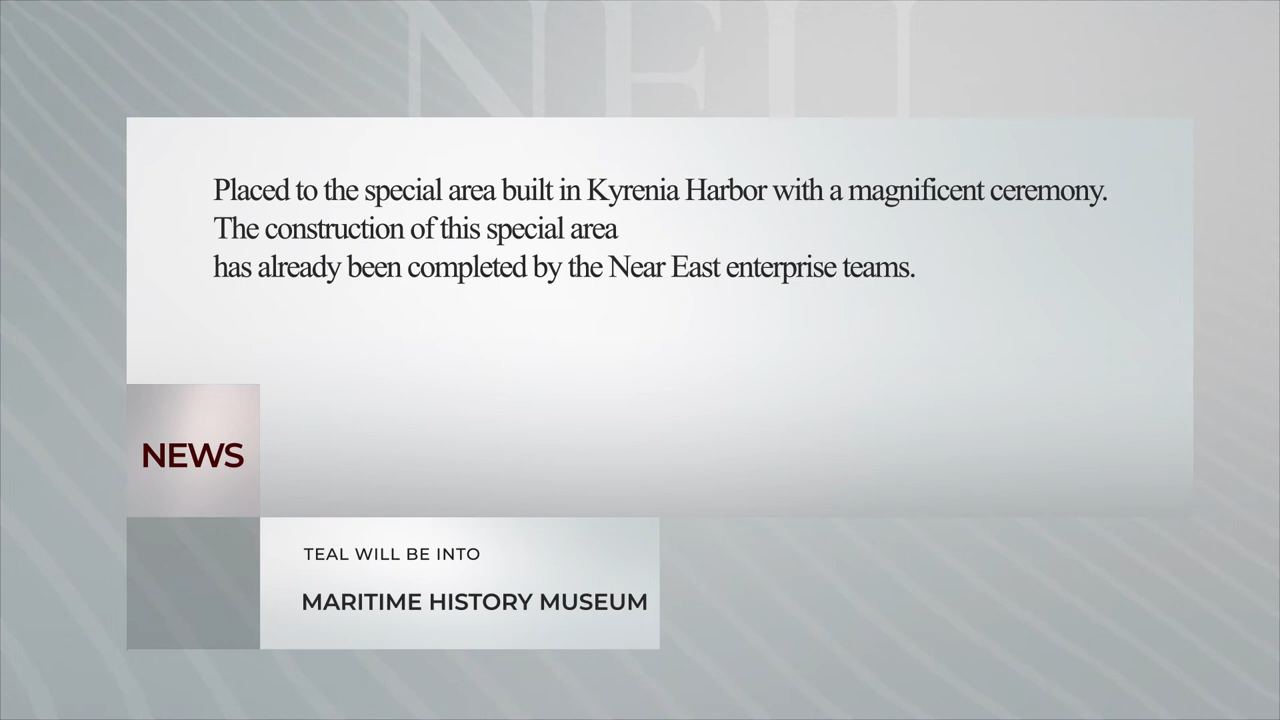 NEU
Placed to the special area built in Kyrenia Harbor with a magnificent ceremony.
The construction of this special area
has already been completed by the Near East enterprise teams.
NEWS
TEAL WILL BE INTO
MARITIME HISTORY MUSEUM